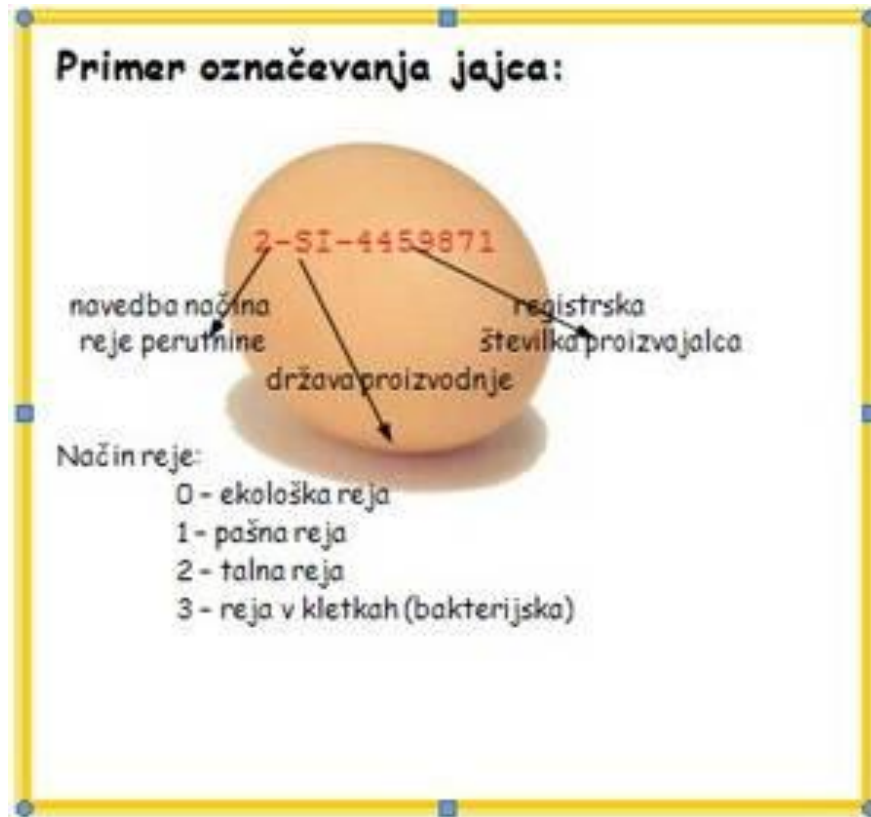 Primer označevanja jajca:
2-SI-4459871
navedba načina
reje perutnine
registrska
številka proizvajalca
država proizvodnje
Način reje:
0 - ekološka reja
1 - pašna reja
2 - talna reja
3 - reja v kletkah (bakterijska)